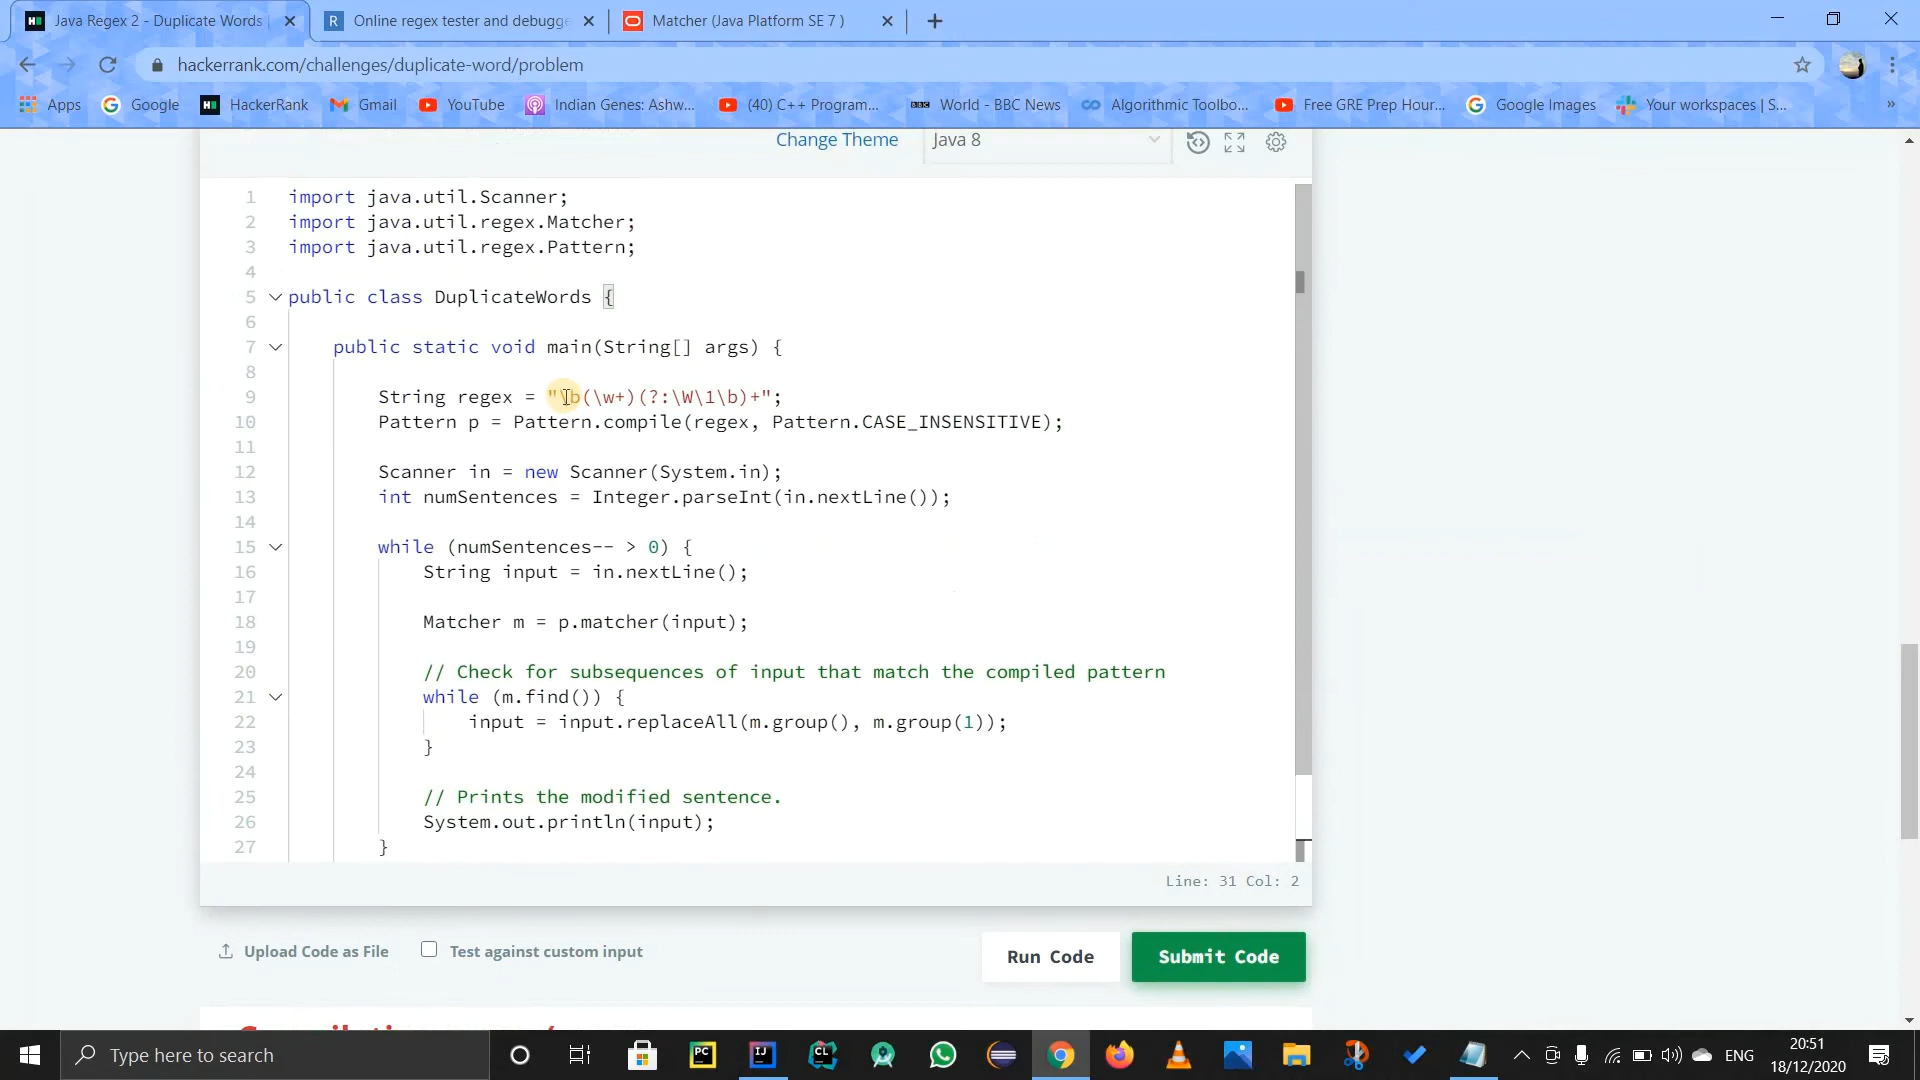 Java Regex 2 - Duplicate Words
Online regex tester and debugge
Matcher (Java Platform SE 7 )
hackerrank.com/challenges/duplicate-word/problem
Apps
Google
HackerRank
Gmail
YouTube
Indian Genes: Ashw...
(40) C++ Program...
World - BBC News
Algorithmic Toolbo...
Free GRE Prep Hour...
Google Images
Your workspaces | S...
»
Change Theme
Java 8
1 import java.util.Scanner;
2 import java.util.regex.Matcher;
3 import java.util.regex.Pattern;
4
5 public class DuplicateWords {
6
7 public static void main(String[] args) {
8
9 String regex = "\b(\w+)(?:\W\1\b)+";
10 Pattern p = Pattern.compile(regex, Pattern.CASE_INSENSITIVE);
11
12 Scanner in = new Scanner(System.in);
13 int numSentences = Integer.parseInt(in.nextLine());
14
15 while (numSentences-- > 0) {
16 String input = in.nextLine();
17
18 Matcher m = p.matcher(input);
19
20 // Check for subsequences of input that match the compiled pattern
21 while (m.find()) {
22 input = input.replaceAll(m.group(), m.group(1));
23 }
24
25 // Prints the modified sentence.
26 System.out.println(input);
27 }
Line: 31 Col: 2
Upload Code as File
Test against custom input
Run Code
Submit Code
Type here to search
ENG
20:51
18/12/2020